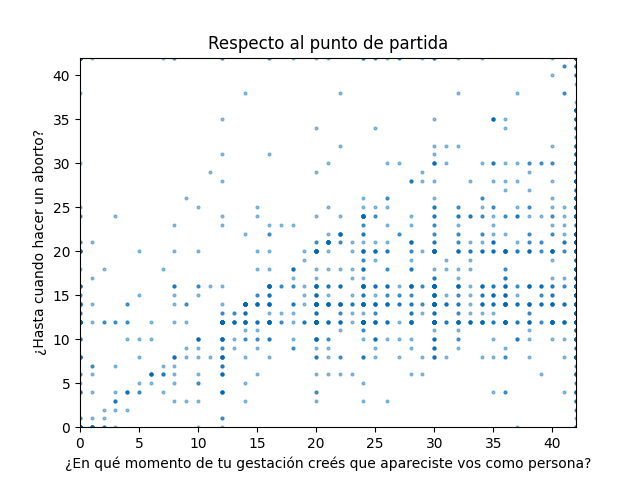 Respecto al punto de partida
40
35
30
25
20
15
10
5
0
¿Hasta cuando hacer un aborto?
0 5 10 15 20 25 30 35 40
¿En qué momento de tu gestación creés que apareciste vos como persona?